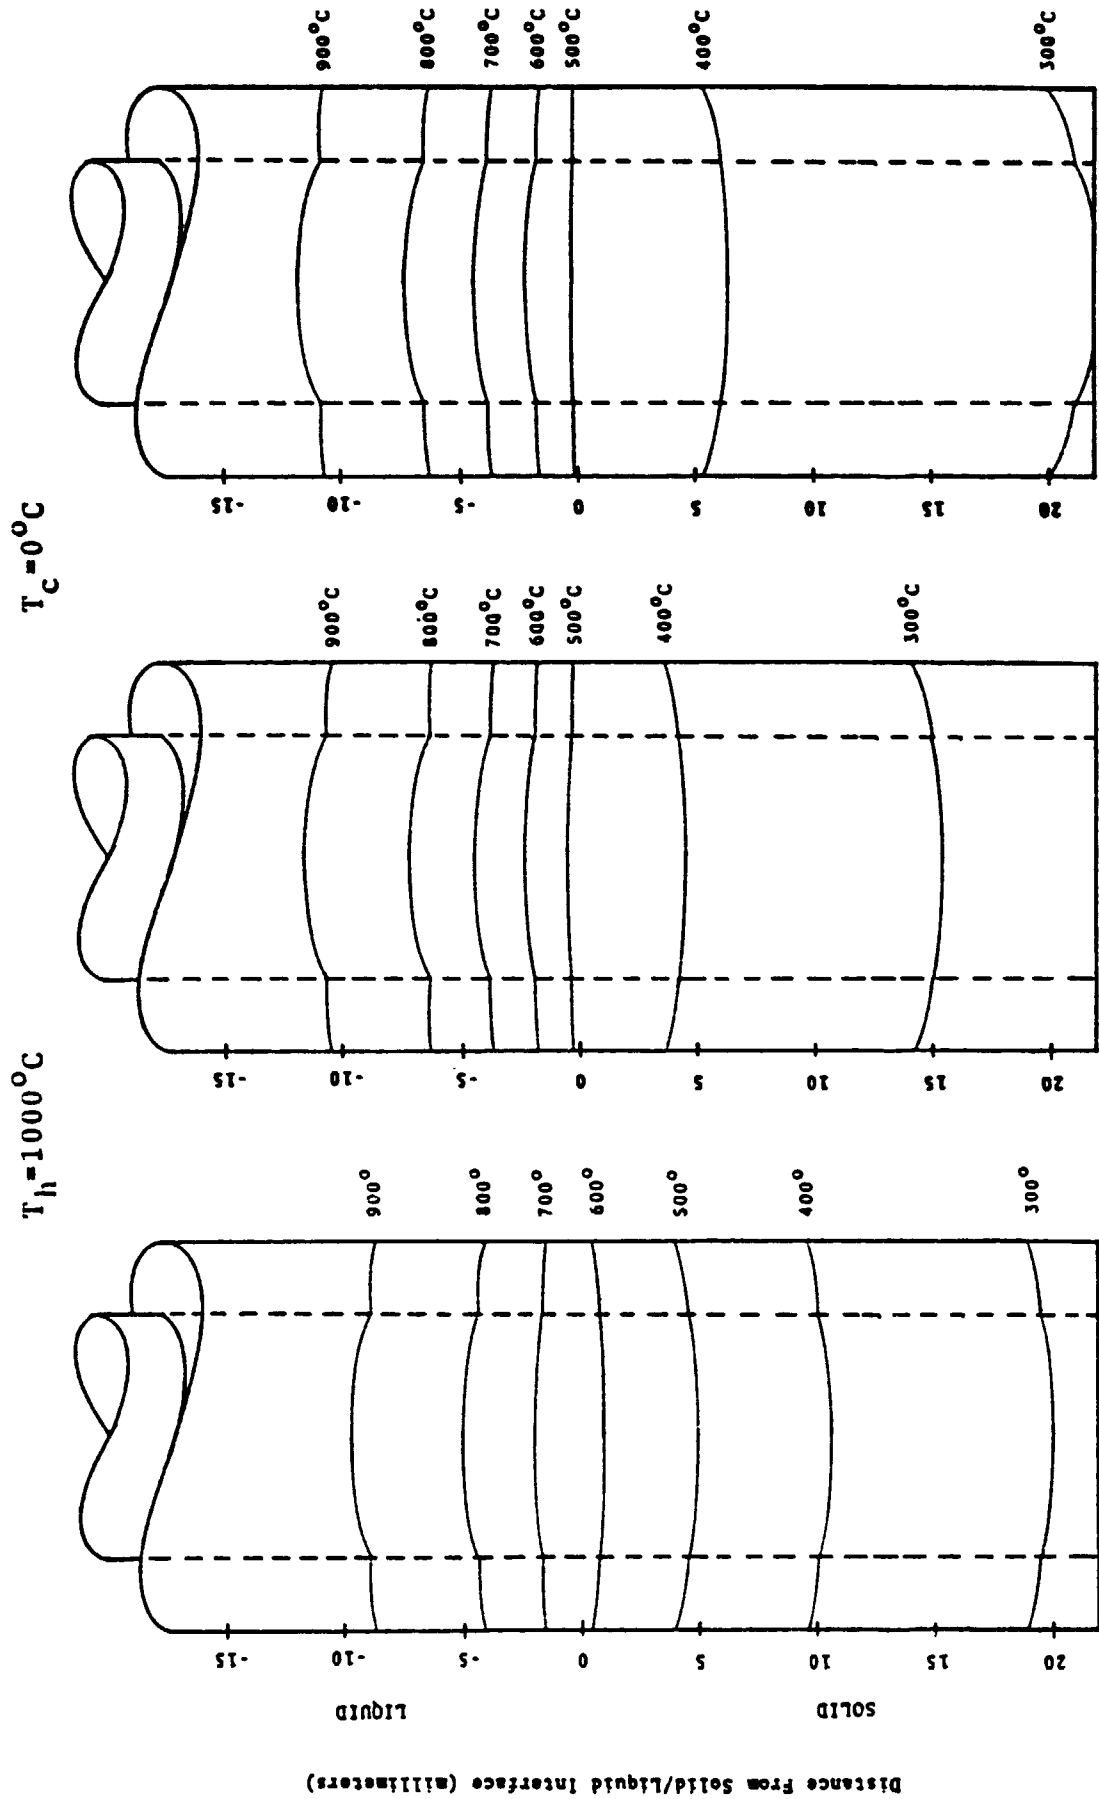 T_h=1000°C
T_c=0°C
900°
800°
700°
600°
500°
400°
300°
-15
-10
-5
0
5
10
15
20
LIQUID
SOLID
Distance From Solid/Liquid Interface (millimeters)
900°C
800°C
700°C
600°C
500°C
400°C
300°C
-15
-10
-5
0
5
10
15
20
900°C
800°C
700°C
600°C
500°C
400°C
300°C
-15
-10
-5
0
5
10
15
20